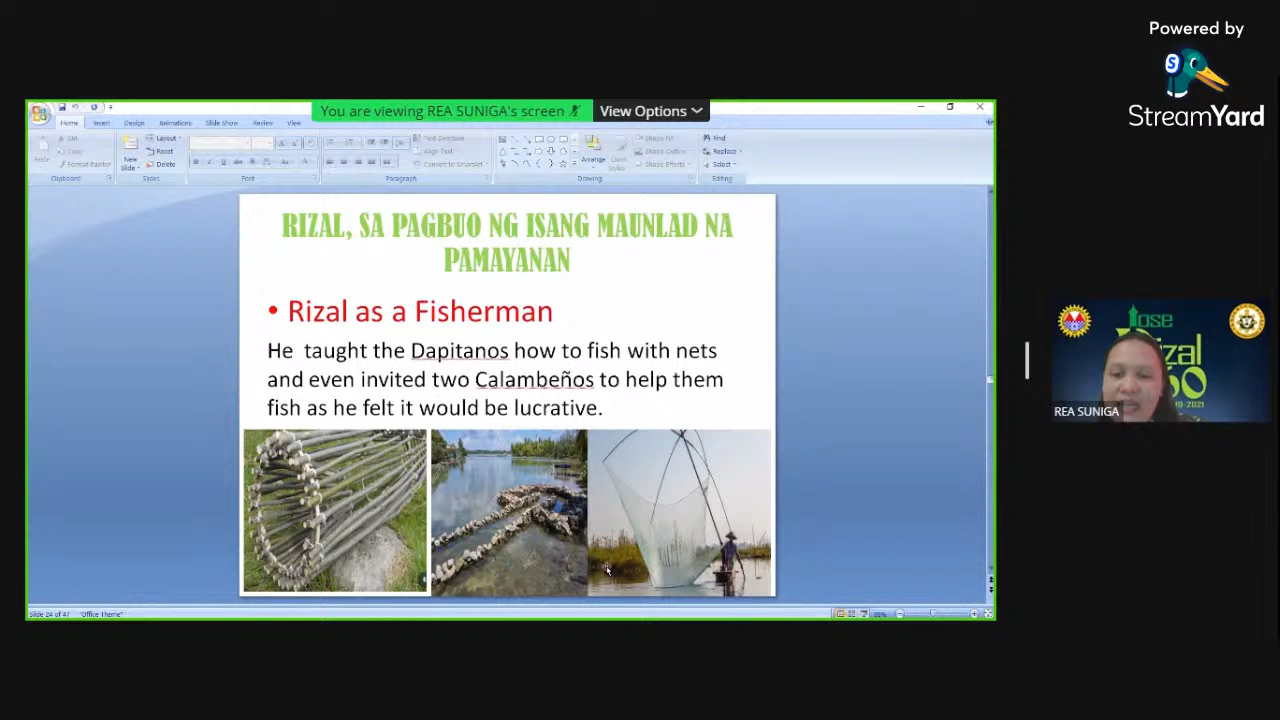 Powered by
StreamYard
You are viewing REA SUNIGA's screen
View Options
Home Insert Design Animations Slide Show Review View
Cut
Copy
Format Painter
Clipboard
New
Slide
Layout
Reset
Delete
Slides
Font
Text Direction
Align Text
Convert to SmartArt
Paragraph
Arrange
Quick
Styles
Shape Fill
Shape Outline
Shape Effects
Drawing
Find
Replace
Select
Editing
RIZAL, SA PAGBUO NG ISANG MAUNLAD NA
PAMAYANAN
• Rizal as a Fisherman
He taught the Dapitanos how to fish with nets
and even invited two Calambeños to help them
fish as he felt it would be lucrative.
Slide 24 of 47 "Office Theme"
Jose
Rizal
REA SUNIGA